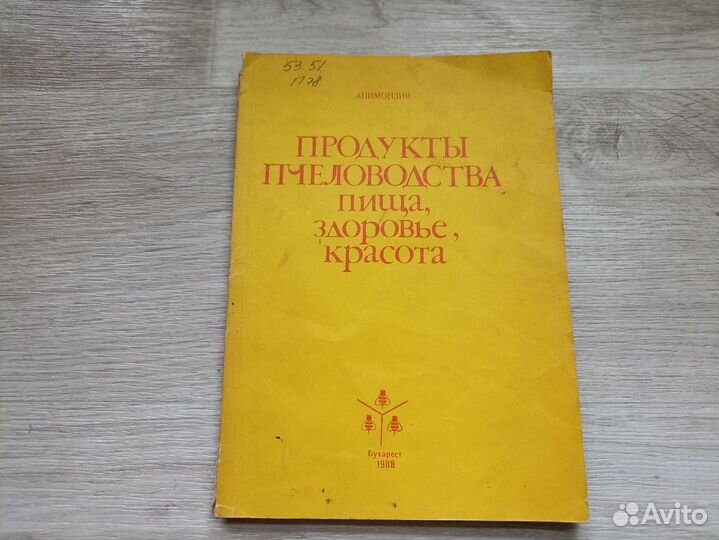 53.51
П78
АПИМОНДИЯ
ПРОДУКТЫ
ПЧЕЛОВОДСТВА
пища,
здоровье,
красота
Бухарест
1988
Avito